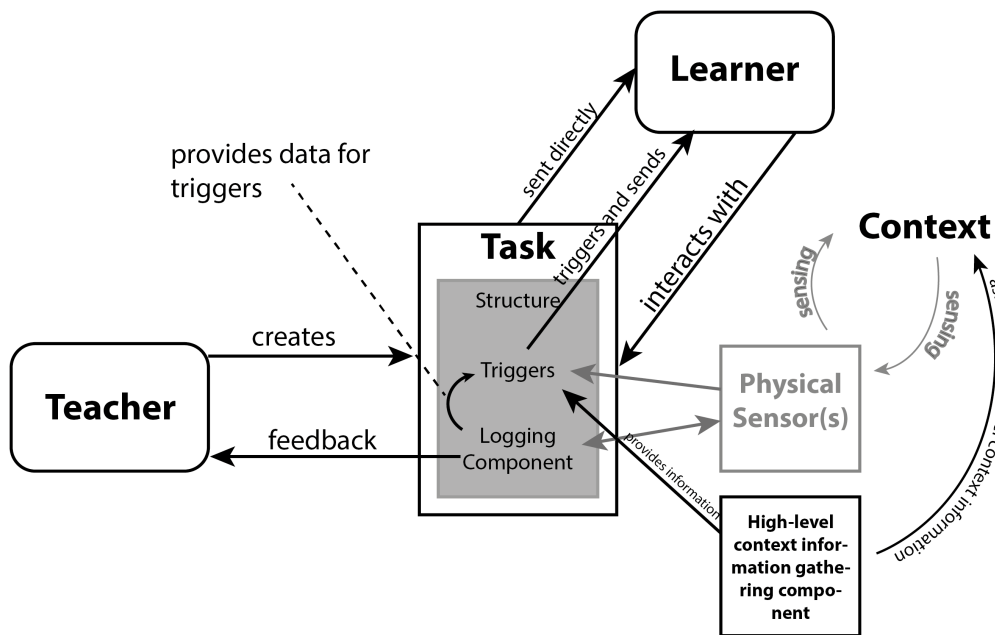 Learner
sent directly
triggers and sends
provides data for
triggers
interacts with
Context
Task
sensing
sensing
Structure
creates
Triggers
Physical
Sensor(s)
Teacher
feedback
Logging
Component
provides information
context information
High-level
context infor-
mation gathe-
ring compo-
nent